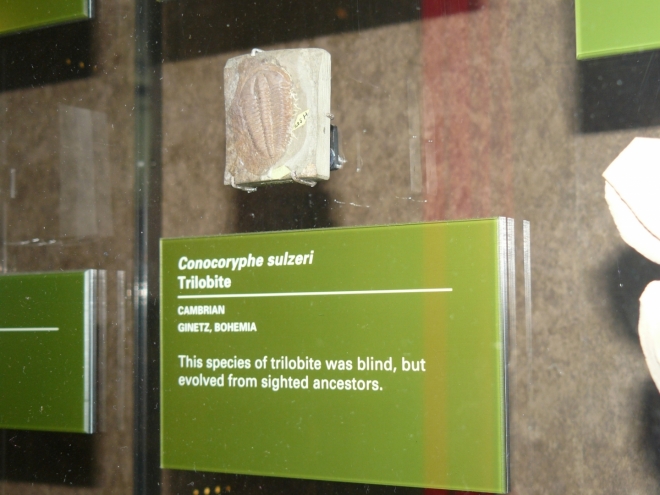 Conocoryphe sulzeri
Trilobite
CAMBRIAN
GINETZ, BOHEMIA
This species of trilobite was blind, but
evolved from sighted ancestors.